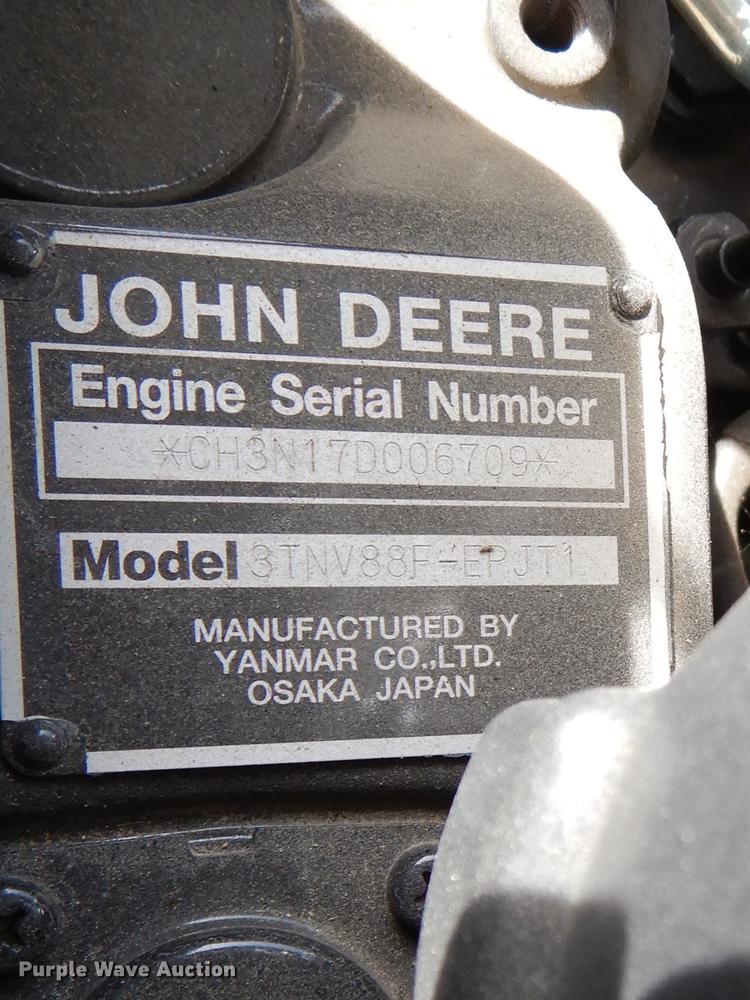 JOHN DEERE
Engine Serial Number
*CH3N17D006709*
Model 3TNV88F-EPJT1
MANUFACTURED BY
YANMAR CO.,LTD.
OSAKA JAPAN
Purple Wave Auction